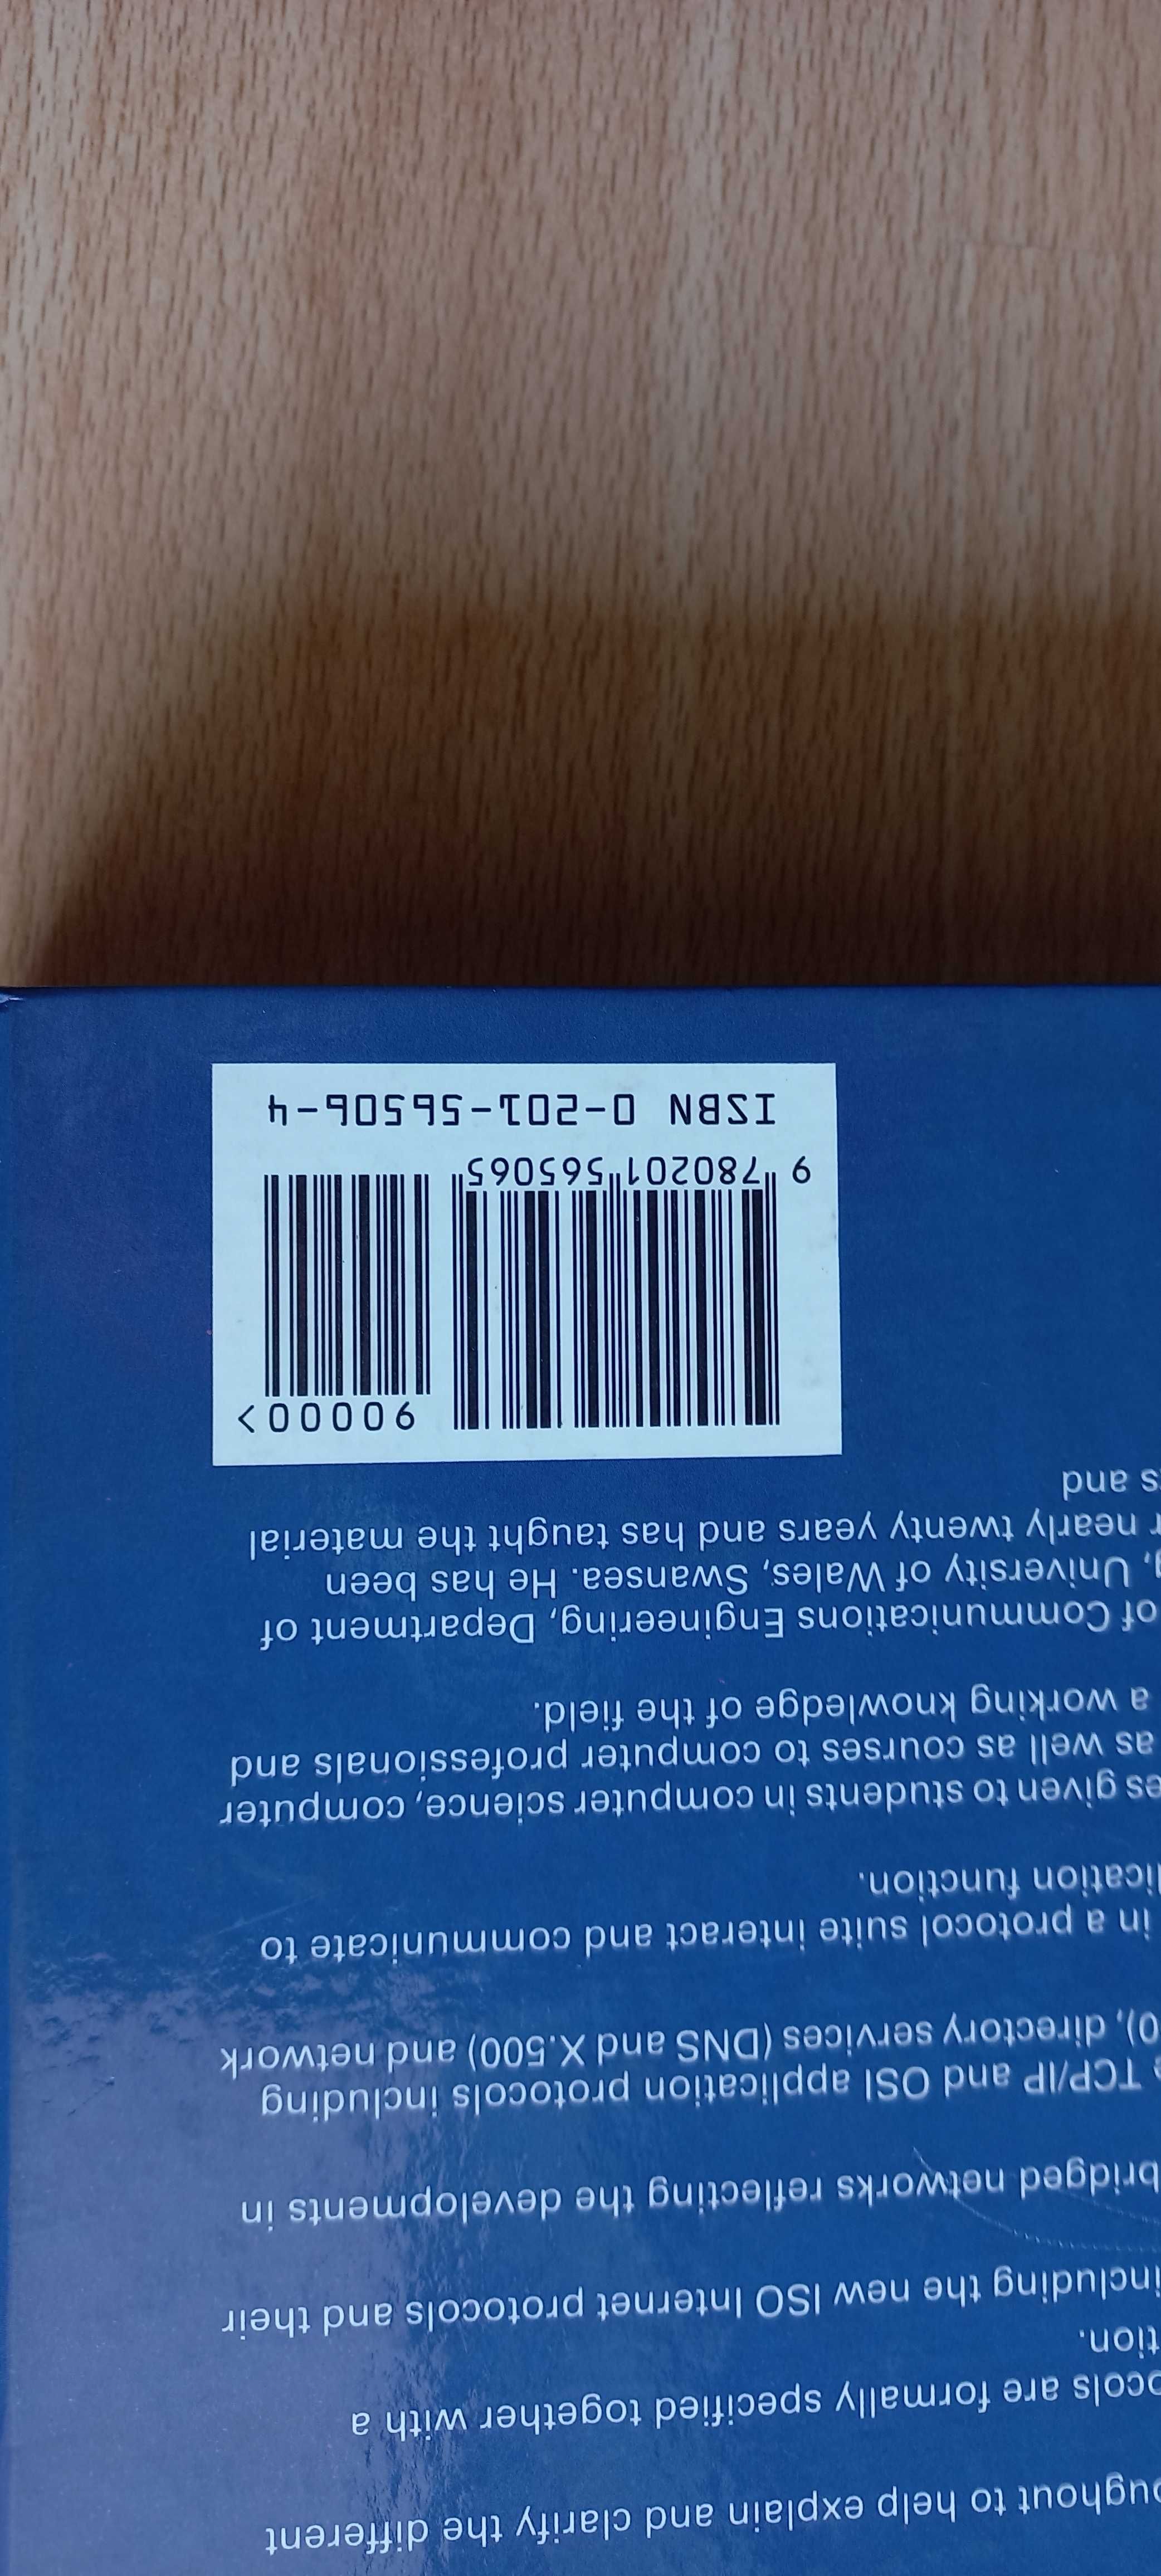 oughout to help explain and clarify the different
ocols are formally specified together with a
tion.
including the new ISO Internet protocols and their
bridged networks reflecting the developments in
TCP/IP and OSI application protocols including
0), directory services (DNS and X.500) and network
in a protocol suite interact and communicate to
lication function.
es given to students in computer science, computer
as well as courses to computer professionals and
a working knowledge of the field.
of Communications Engineering, Department of
g, University of Wales, Swansea. He has been
r nearly twenty years and has taught the material
s and
90000>
9 780201 565065
ISBN 0-201-56506-4